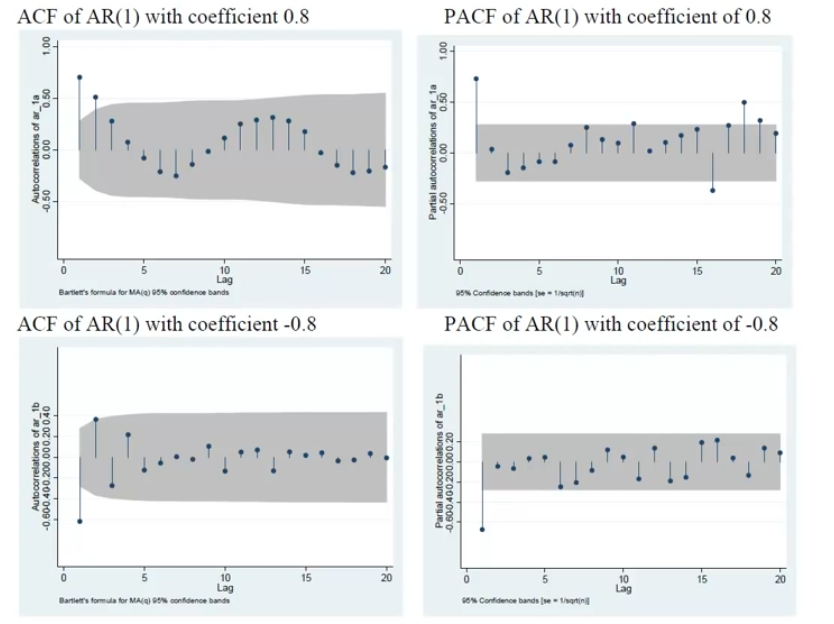 ACF of AR(1) with coefficient 0.8
PACF of AR(1) with coefficient of 0.8
Autocorrelations of ar_1a
1.00
0.50
0.00
-0.50
0 5 10 15 20
Lag
Bartlett's formula for MA(q) 95% confidence bands
Partial autocorrelations of ar_1a
1.00
0.50
0.00
-0.50
0 5 10 15 20
Lag
95% Confidence bands [se = 1/sqrt(n)]
ACF of AR(1) with coefficient -0.8
PACF of AR(1) with coefficient of -0.8
Autocorrelations of ar_1b
0.40
0.20
0.00
-0.20
-0.40
-0.60
0 5 10 15 20
Lag
Bartlett's formula for MA(q) 95% confidence bands
Partial autocorrelations of ar_1b
0.20
0.00
-0.20
-0.40
-0.60
0 5 10 15 20
Lag
95% Confidence bands [se = 1/sqrt(n)]